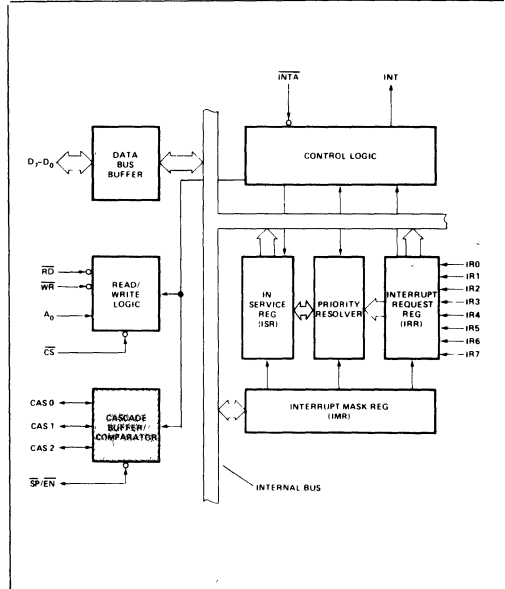 INTA
INT
DATA
BUS
BUFFER
D7-D0
CONTROL LOGIC
RD
WR
A0
CS
READ/
WRITE
LOGIC
IN
SERVICE
REG
(ISR)
PRIORITY
RESOLVER
INTERRUPT
REQUEST
REG
(IRR)
IR0
IR1
IR2
IR3
IR4
IR5
IR6
IR7
CAS 0
CAS 1
CAS 2
SP/EN
CASCADE
BUFFER/
COMPARATOR
INTERRUPT MASK REG
(IMR)
INTERNAL BUS